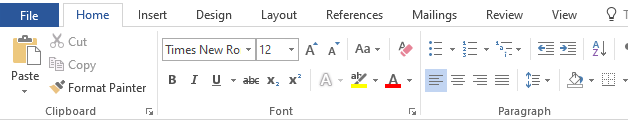 File Home Insert Design Layout References Mailings Review View
Cut
Copy
Paste
Format Painter
Times New Ro 12 Aa
B I U abc x₂ x² A ab A
Clipboard Font Paragraph